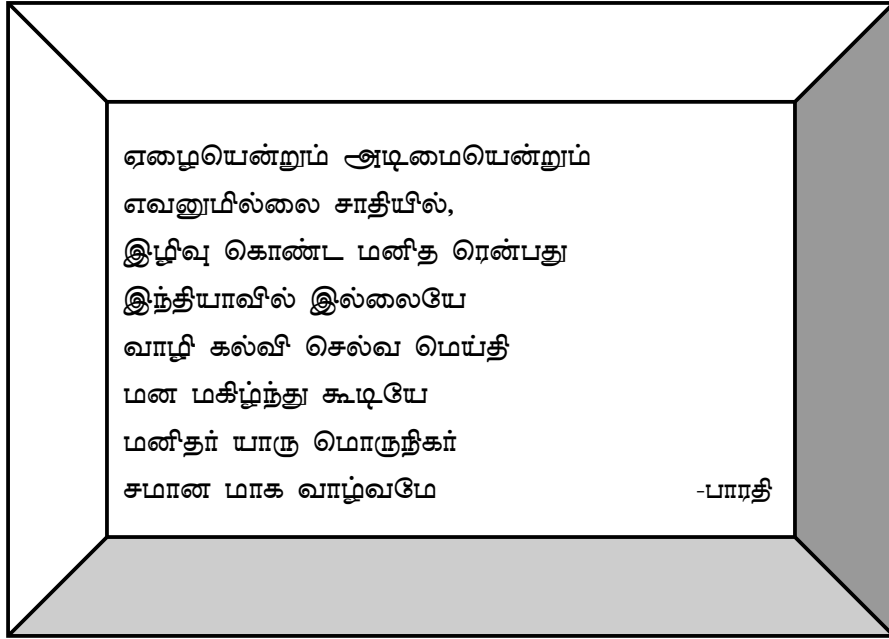 ஏழையென்றும் அடிமையென்றும்
எவனுமில்லை சாதியில்,
இழிவு கொண்ட மனித ரென்பது
இந்தியாவில் இல்லையே
வாழி கல்வி செல்வ மெய்தி
மன மகிழ்ந்து கூடியே
மனிதர் யாரு மொருநிகர்
சமான மாக வாழ்வமே -பாரதி